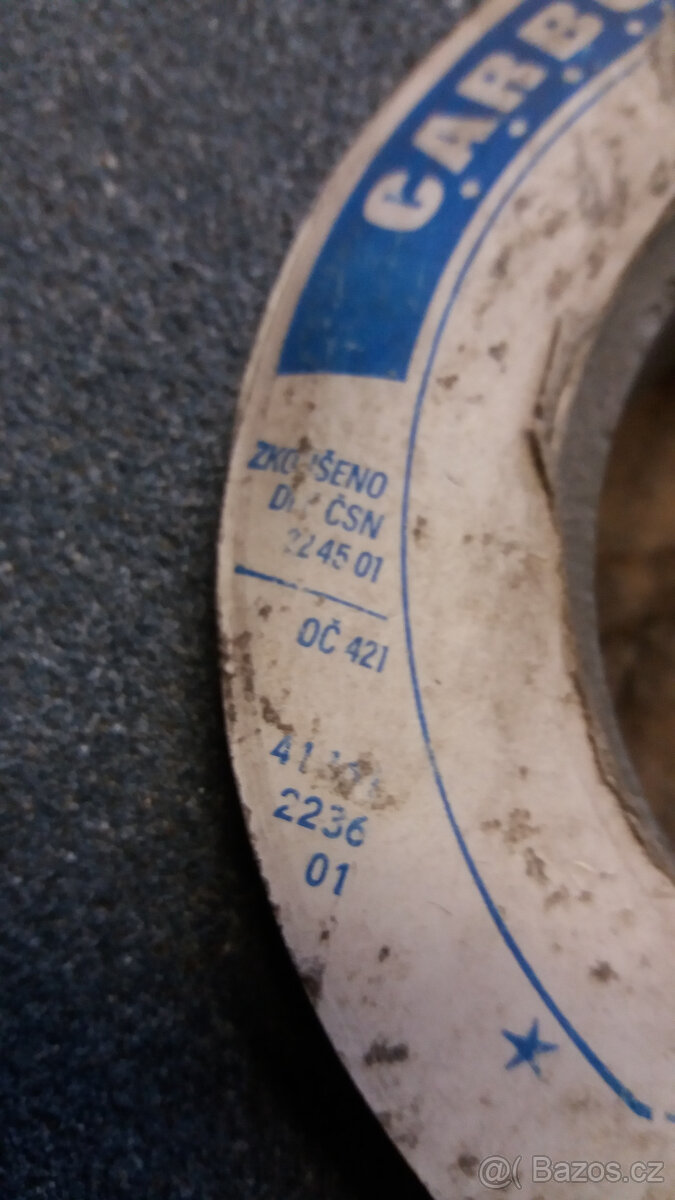 CARBO
ZKOUŠENO
DLE ČSN
22 45 01
OČ 421
2236
01
@( Bazos.cz